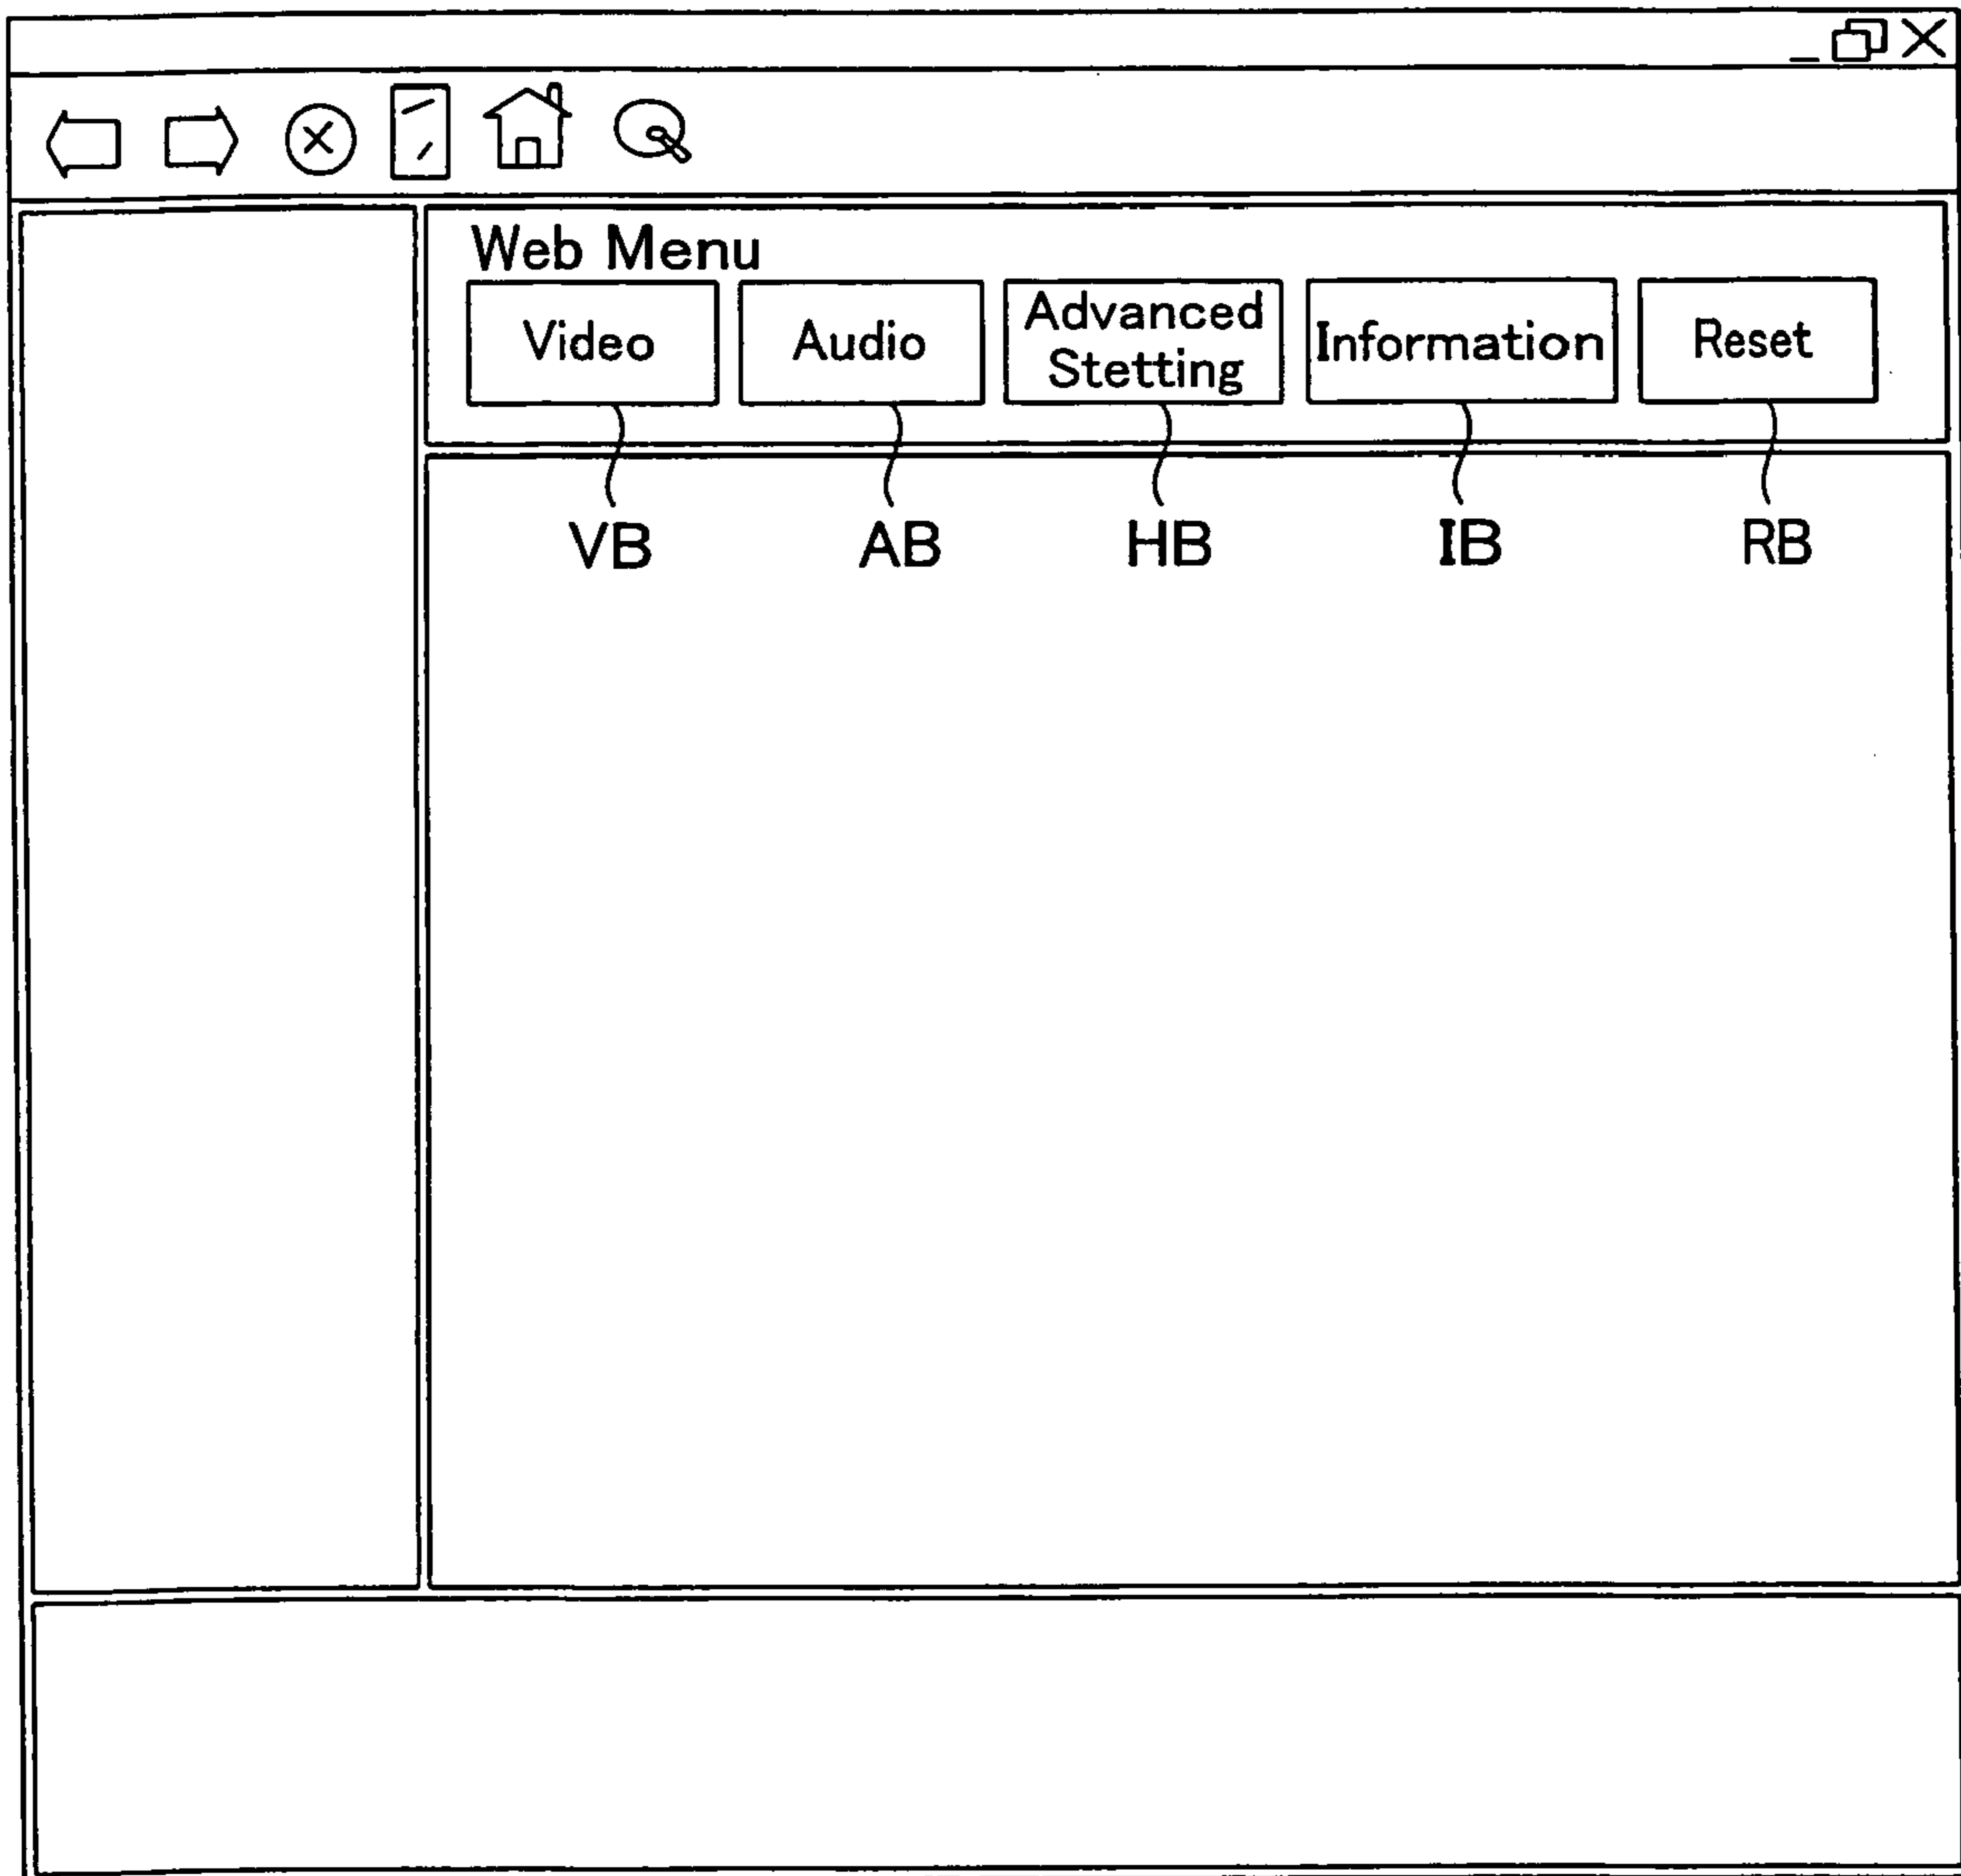 Web Menu
Video
Audio
Advanced
Stetting
Information
Reset
VB
AB
HB
IB
RB